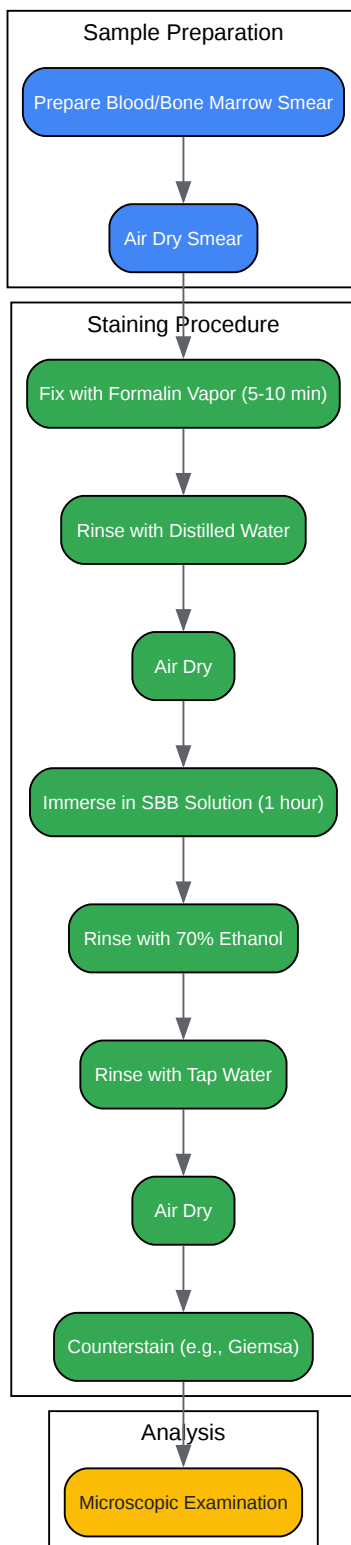 Sample Preparation
Prepare Blood/Bone Marrow Smear
Air Dry Smear
Staining Procedure
Fix with Formalin Vapor (5-10 min)
Rinse with Distilled Water
Air Dry
Immerse in SBB Solution (1 hour)
Rinse with 70% Ethanol
Rinse with Tap Water
Air Dry
Counterstain (e.g., Giemsa)
Analysis
Microscopic Examination